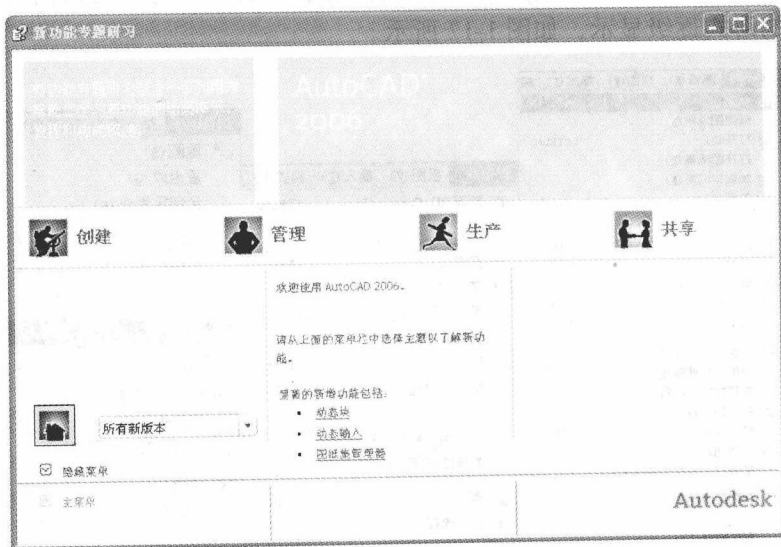 新功能专题研习
AutoCAD
2006
创建
管理
生产
共享
欢迎使用 AutoCAD 2006。
请从上面的菜单栏中选择主题以了解新功
能。
显著的新增功能包括：
• 动态块
• 动态输入
• 图纸集管理器
所有新版本
隐藏菜单
主菜单
Autodesk